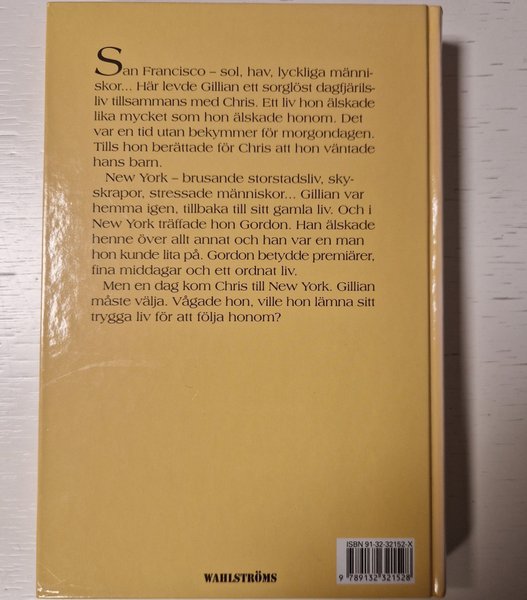 San Francisco – sol, hav, lyckliga männi-
skor... Här levde Gillian ett sorglöst dagfjärils-
liv tillsammans med Chris. Ett liv hon älskade
lika mycket som hon älskade honom. Det
var en tid utan bekymmer för morgondagen.
Tills hon berättade för Chris att hon väntade
hans barn.
New York – brusande storstadsliv, sky-
skrapor, stressade människor... Gillian var
hemma igen, tillbaka till sitt gamla liv. Och i
New York träffade hon Gordon. Han älskade
henne över allt annat och han var en man
hon kunde lita på. Gordon betydde premiärer,
fina middagar och ett ordnat liv.
Men en dag kom Chris till New York. Gillian
måste välja. Vågade hon, ville hon lämna sitt
trygga liv för att följa honom?
ISBN 91-32-32152-X
9 789132 321528
WAHLSTRÖMS